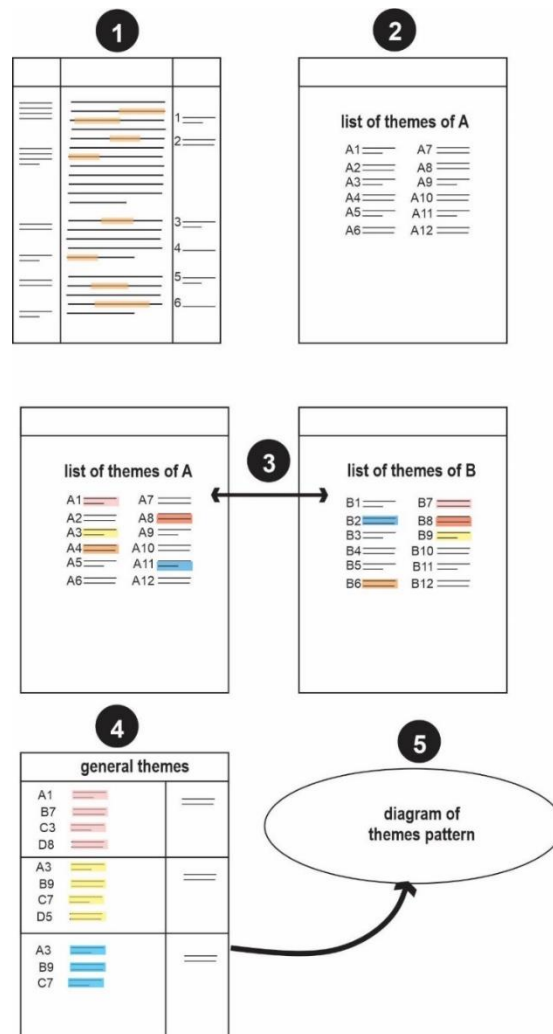 1
2
1
2
3
4
5
6
list of themes of A
A1 A7
A2 A8
A3 A9
A4 A10
A5 A11
A6 A12
3
list of themes of A
A1 A7
A2 A8
A3 A9
A4 A10
A5 A11
A6 A12
list of themes of B
B1 B7
B2 B8
B3 B9
B4 B10
B5 B11
B6 B12
4
5
general themes
A1
B7
C3
D8
A3
B9
C7
D5
A3
B9
C7
diagram of
themes pattern